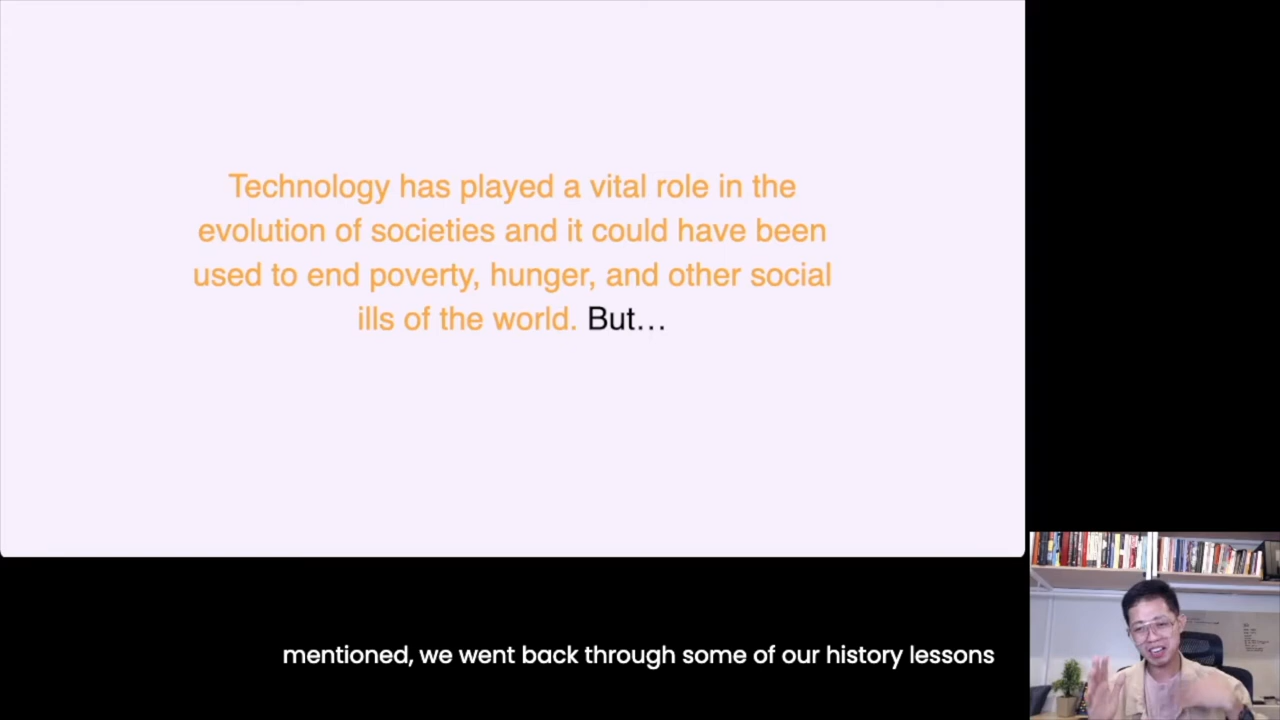 Technology has played a vital role in the
evolution of societies and it could have been
used to end poverty, hunger, and other social
ills of the world. But…
mentioned, we went back through some of our history lessons